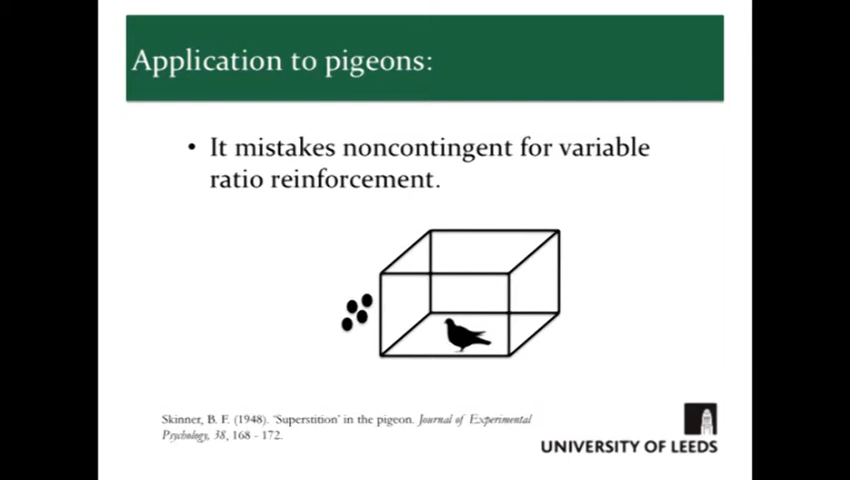 Application to pigeons:
• It mistakes noncontingent for variable
ratio reinforcement.
Skinner, B. F. (1948). 'Superstition' in the pigeon. Journal of Experimental
Psychology, 38, 168 - 172.
UNIVERSITY OF LEEDS